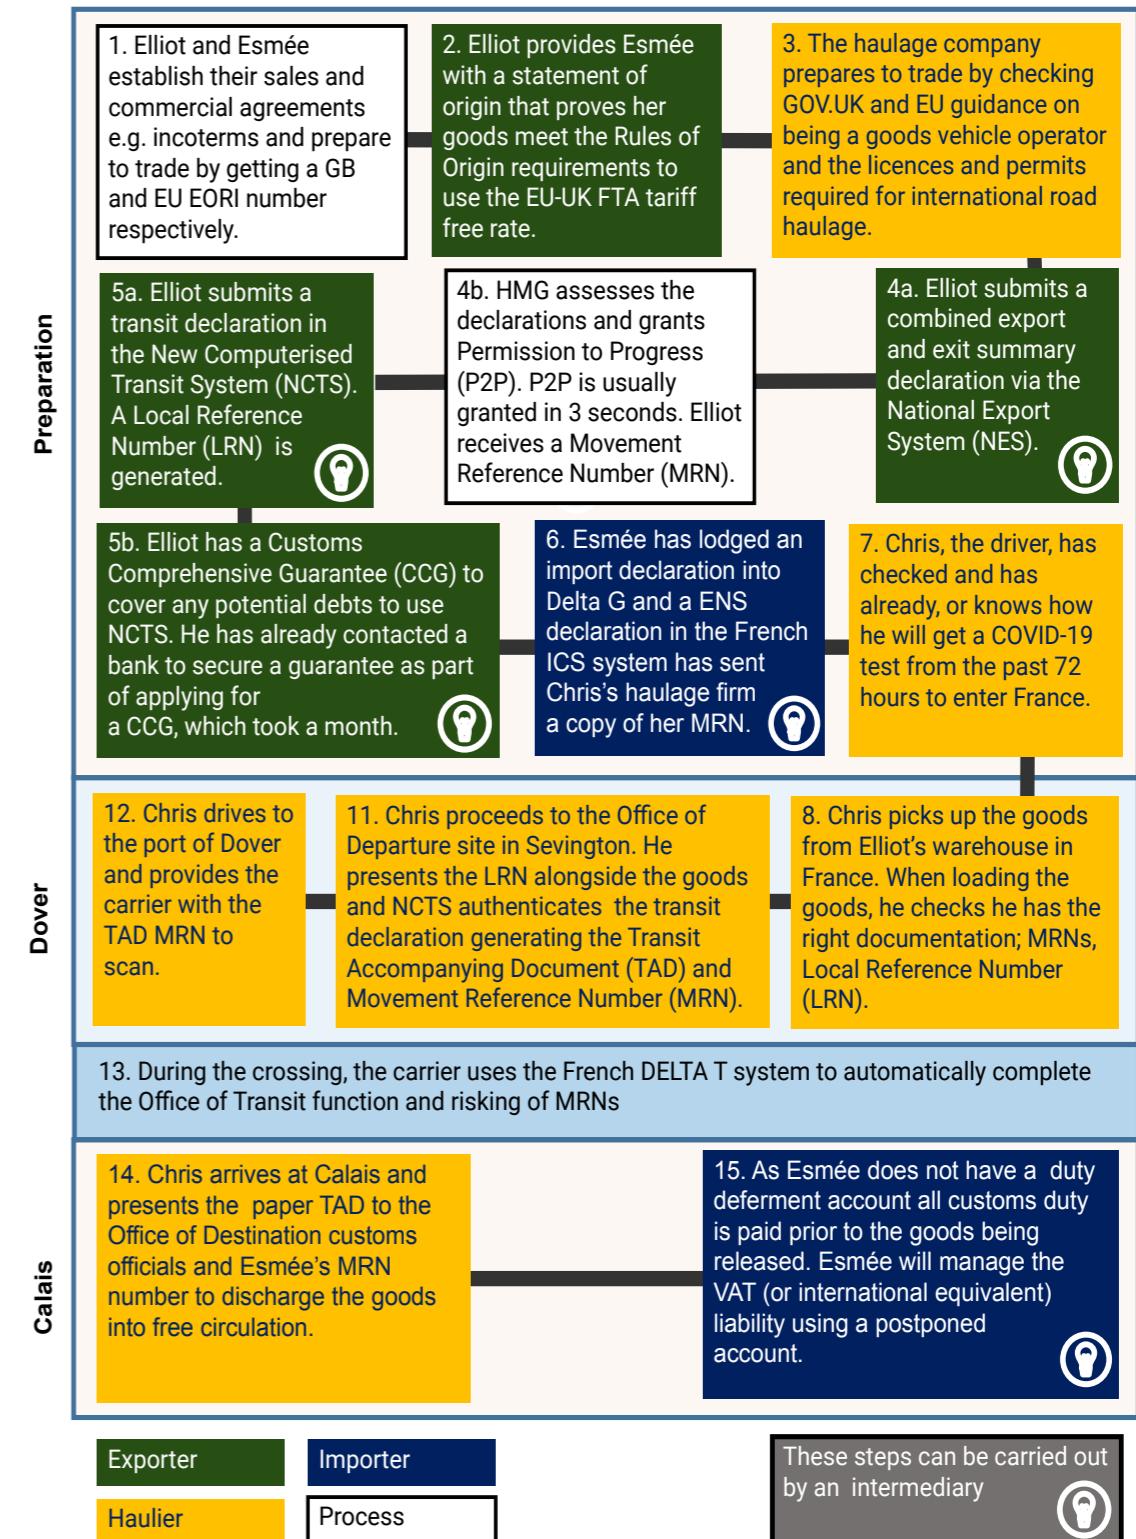 Preparation
1. Elliot and Esmée
establish their sales and
commercial agreements
e.g. incoterms and prepare
to trade by getting a GB
and EU EORI number
respectively.
2. Elliot provides Esmée
with a statement of
origin that proves her
goods meet the Rules of
Origin requirements to
use the EU-UK FTA tariff
free rate.
3. The haulage company
prepares to trade by checking
GOV.UK and EU guidance on
being a goods vehicle operator
and the licences and permits
required for international road
haulage.
4a. Elliot submits a
combined export
and exit summary
declaration via the
National Export
System (NES).
4b. HMG assesses the
declarations and grants
Permission to Progress
(P2P). P2P is usually
granted in 3 seconds. Elliot
receives a Movement
Reference Number (MRN).
5a. Elliot submits a
transit declaration in
the New Computerised
Transit System (NCTS).
A Local Reference
Number (LRN) is
generated.
5b. Elliot has a Customs
Comprehensive Guarantee (CCG) to
cover any potential debts to use
NCTS. He has already contacted a
bank to secure a guarantee as part
of applying for
a CCG, which took a month.
6. Esmée has lodged an
import declaration into
Delta G and a ENS
declaration in the French
ICS system has sent
Chris's haulage firm
a copy of her MRN.
7. Chris, the driver, has
checked and has
already, or knows how
he will get a COVID-19
test from the past 72
hours to enter France.
Dover
8. Chris picks up the goods
from Elliot's warehouse in
France. When loading the
goods, he checks he has the
right documentation; MRNs,
Local Reference Number
(LRN).
11. Chris proceeds to the Office of
Departure site in Sevington. He
presents the LRN alongside the goods
and NCTS authenticates the transit
declaration generating the Transit
Accompanying Document (TAD) and
Movement Reference Number (MRN).
12. Chris drives to
the port of Dover
and provides the
carrier with the
TAD MRN to
scan.
13. During the crossing, the carrier uses the French DELTA T system to automatically complete
the Office of Transit function and risking of MRNs
Calais
14. Chris arrives at Calais and
presents the paper TAD to the
Office of Destination customs
officials and Esmée's MRN
number to discharge the goods
into free circulation.
15. As Esmée does not have a duty
deferment account all customs duty
is paid prior to the goods being
released. Esmée will manage the
VAT (or international equivalent)
liability using a postponed
account.
Exporter
Importer
Haulier
Process
These steps can be carried out
by an intermediary